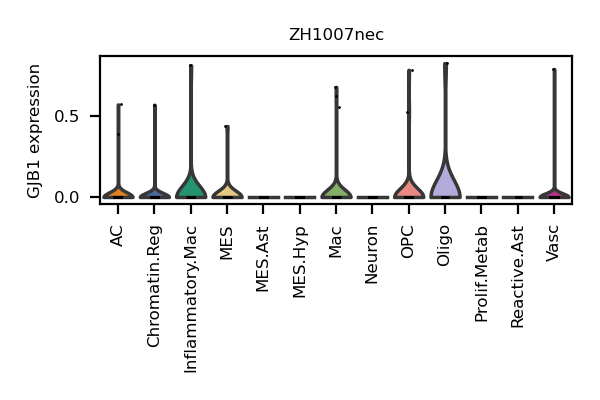 ZH1007nec
GJB1 expression
0.5
0.0
AC
Chromatin.Reg
Inflammatory.Mac
MES
MES.Ast
MES.Hyp
Mac
Neuron
OPC
Oligo
Prolif.Metab
Reactive.Ast
Vasc